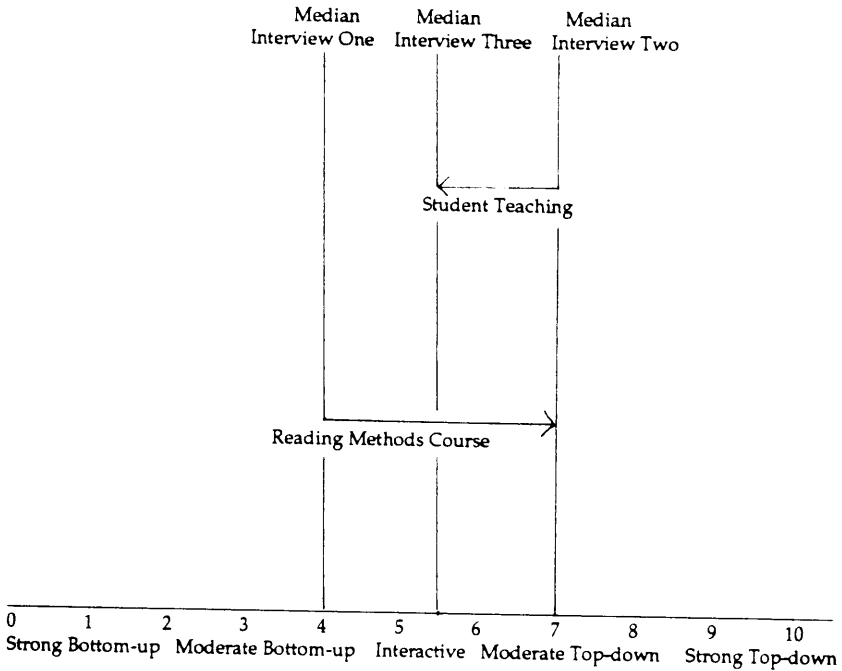 Median
Interview One
Median
Interview Three
Median
Interview Two
Student Teaching
Reading Methods Course
0 1 2 3 4 5 6 7 8 9 10
Strong Bottom-up Moderate Bottom-up Interactive Moderate Top-down Strong Top-down